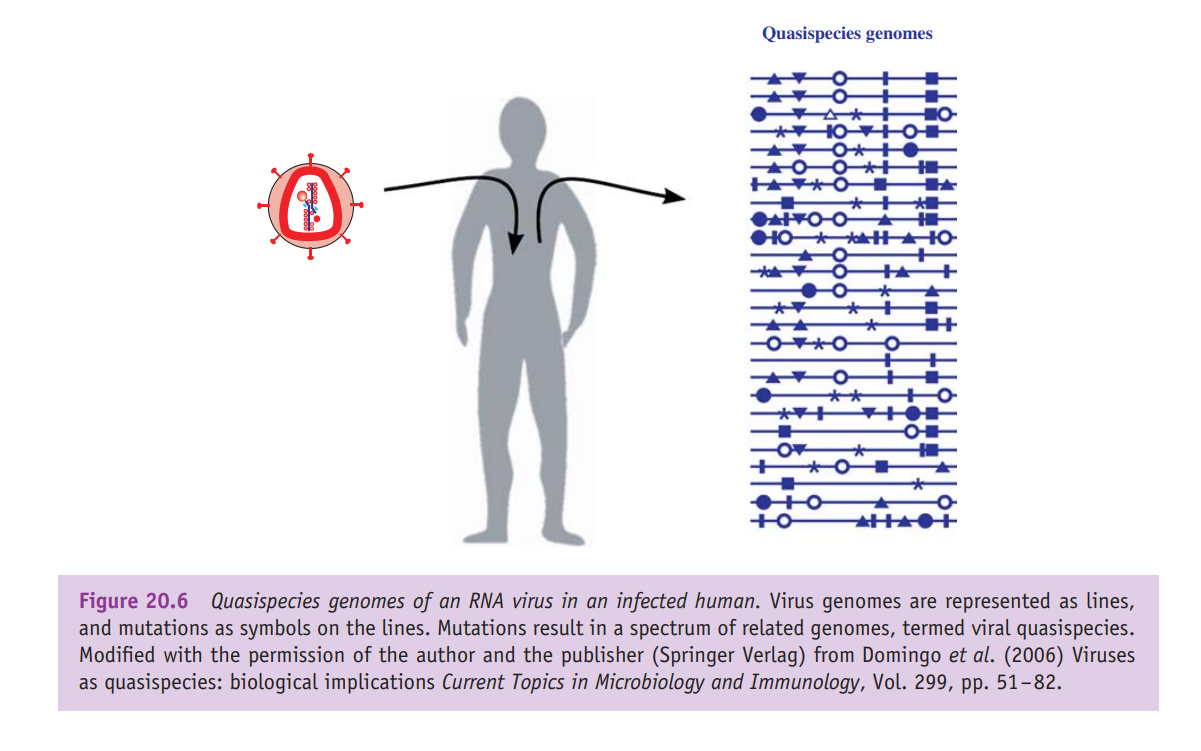 Quasispecies genomes
Figure 20.6 Quasispecies genomes of an RNA virus in an infected human. Virus genomes are represented as lines,
and mutations as symbols on the lines. Mutations result in a spectrum of related genomes, termed viral quasispecies.
Modified with the permission of the author and the publisher (Springer Verlag) from Domingo et al. (2006) Viruses
as quasispecies: biological implications Current Topics in Microbiology and Immunology, Vol. 299, pp. 51–82.